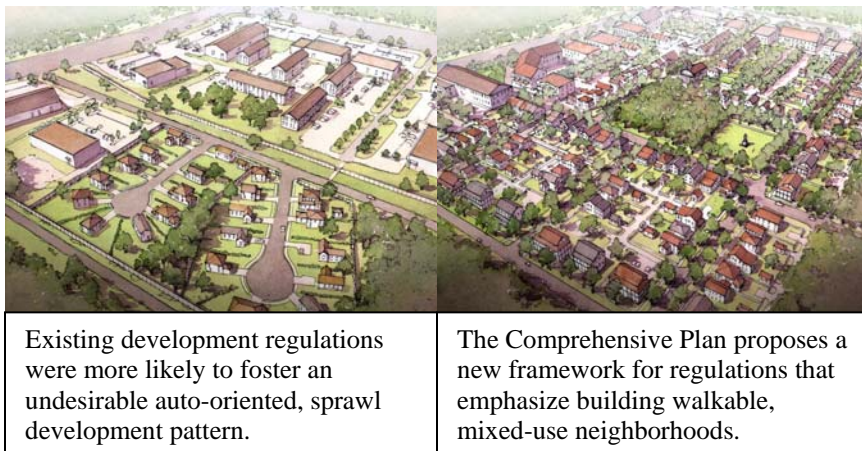 Existing development regulations
were more likely to foster an
undesirable auto-oriented, sprawl
development pattern.
The Comprehensive Plan proposes a
new framework for regulations that
emphasize building walkable,
mixed-use neighborhoods.